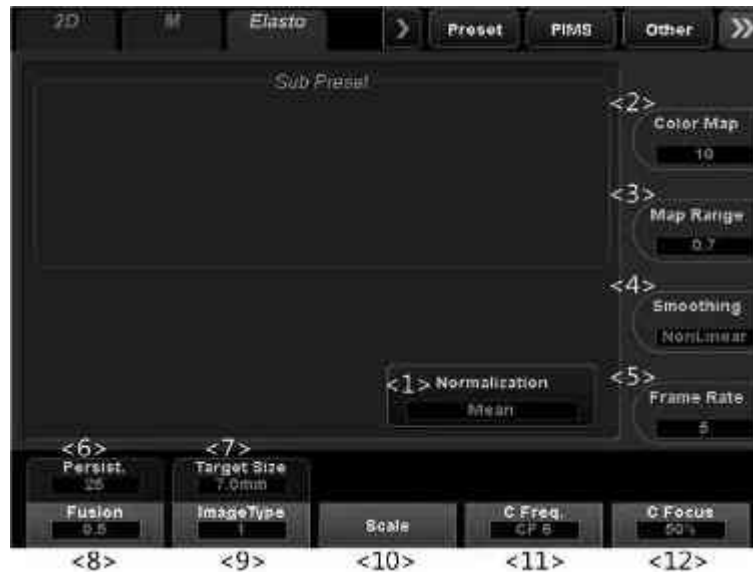 2D M Elasto > Preset PIMS Other >>
Sub Preset
<2>
Color Map
10
<3>
Map Range
0.7
<4>
Smoothing
NonLinear
<1> Normalization
Mean
<5>
Frame Rate
5
<6> <7>
Persist. Target Size
25 7.0mm
Fusion ImageType Scale C Freq. C Focus
0.5 1 CF 6 50%
<8> <9> <10> <11> <12>